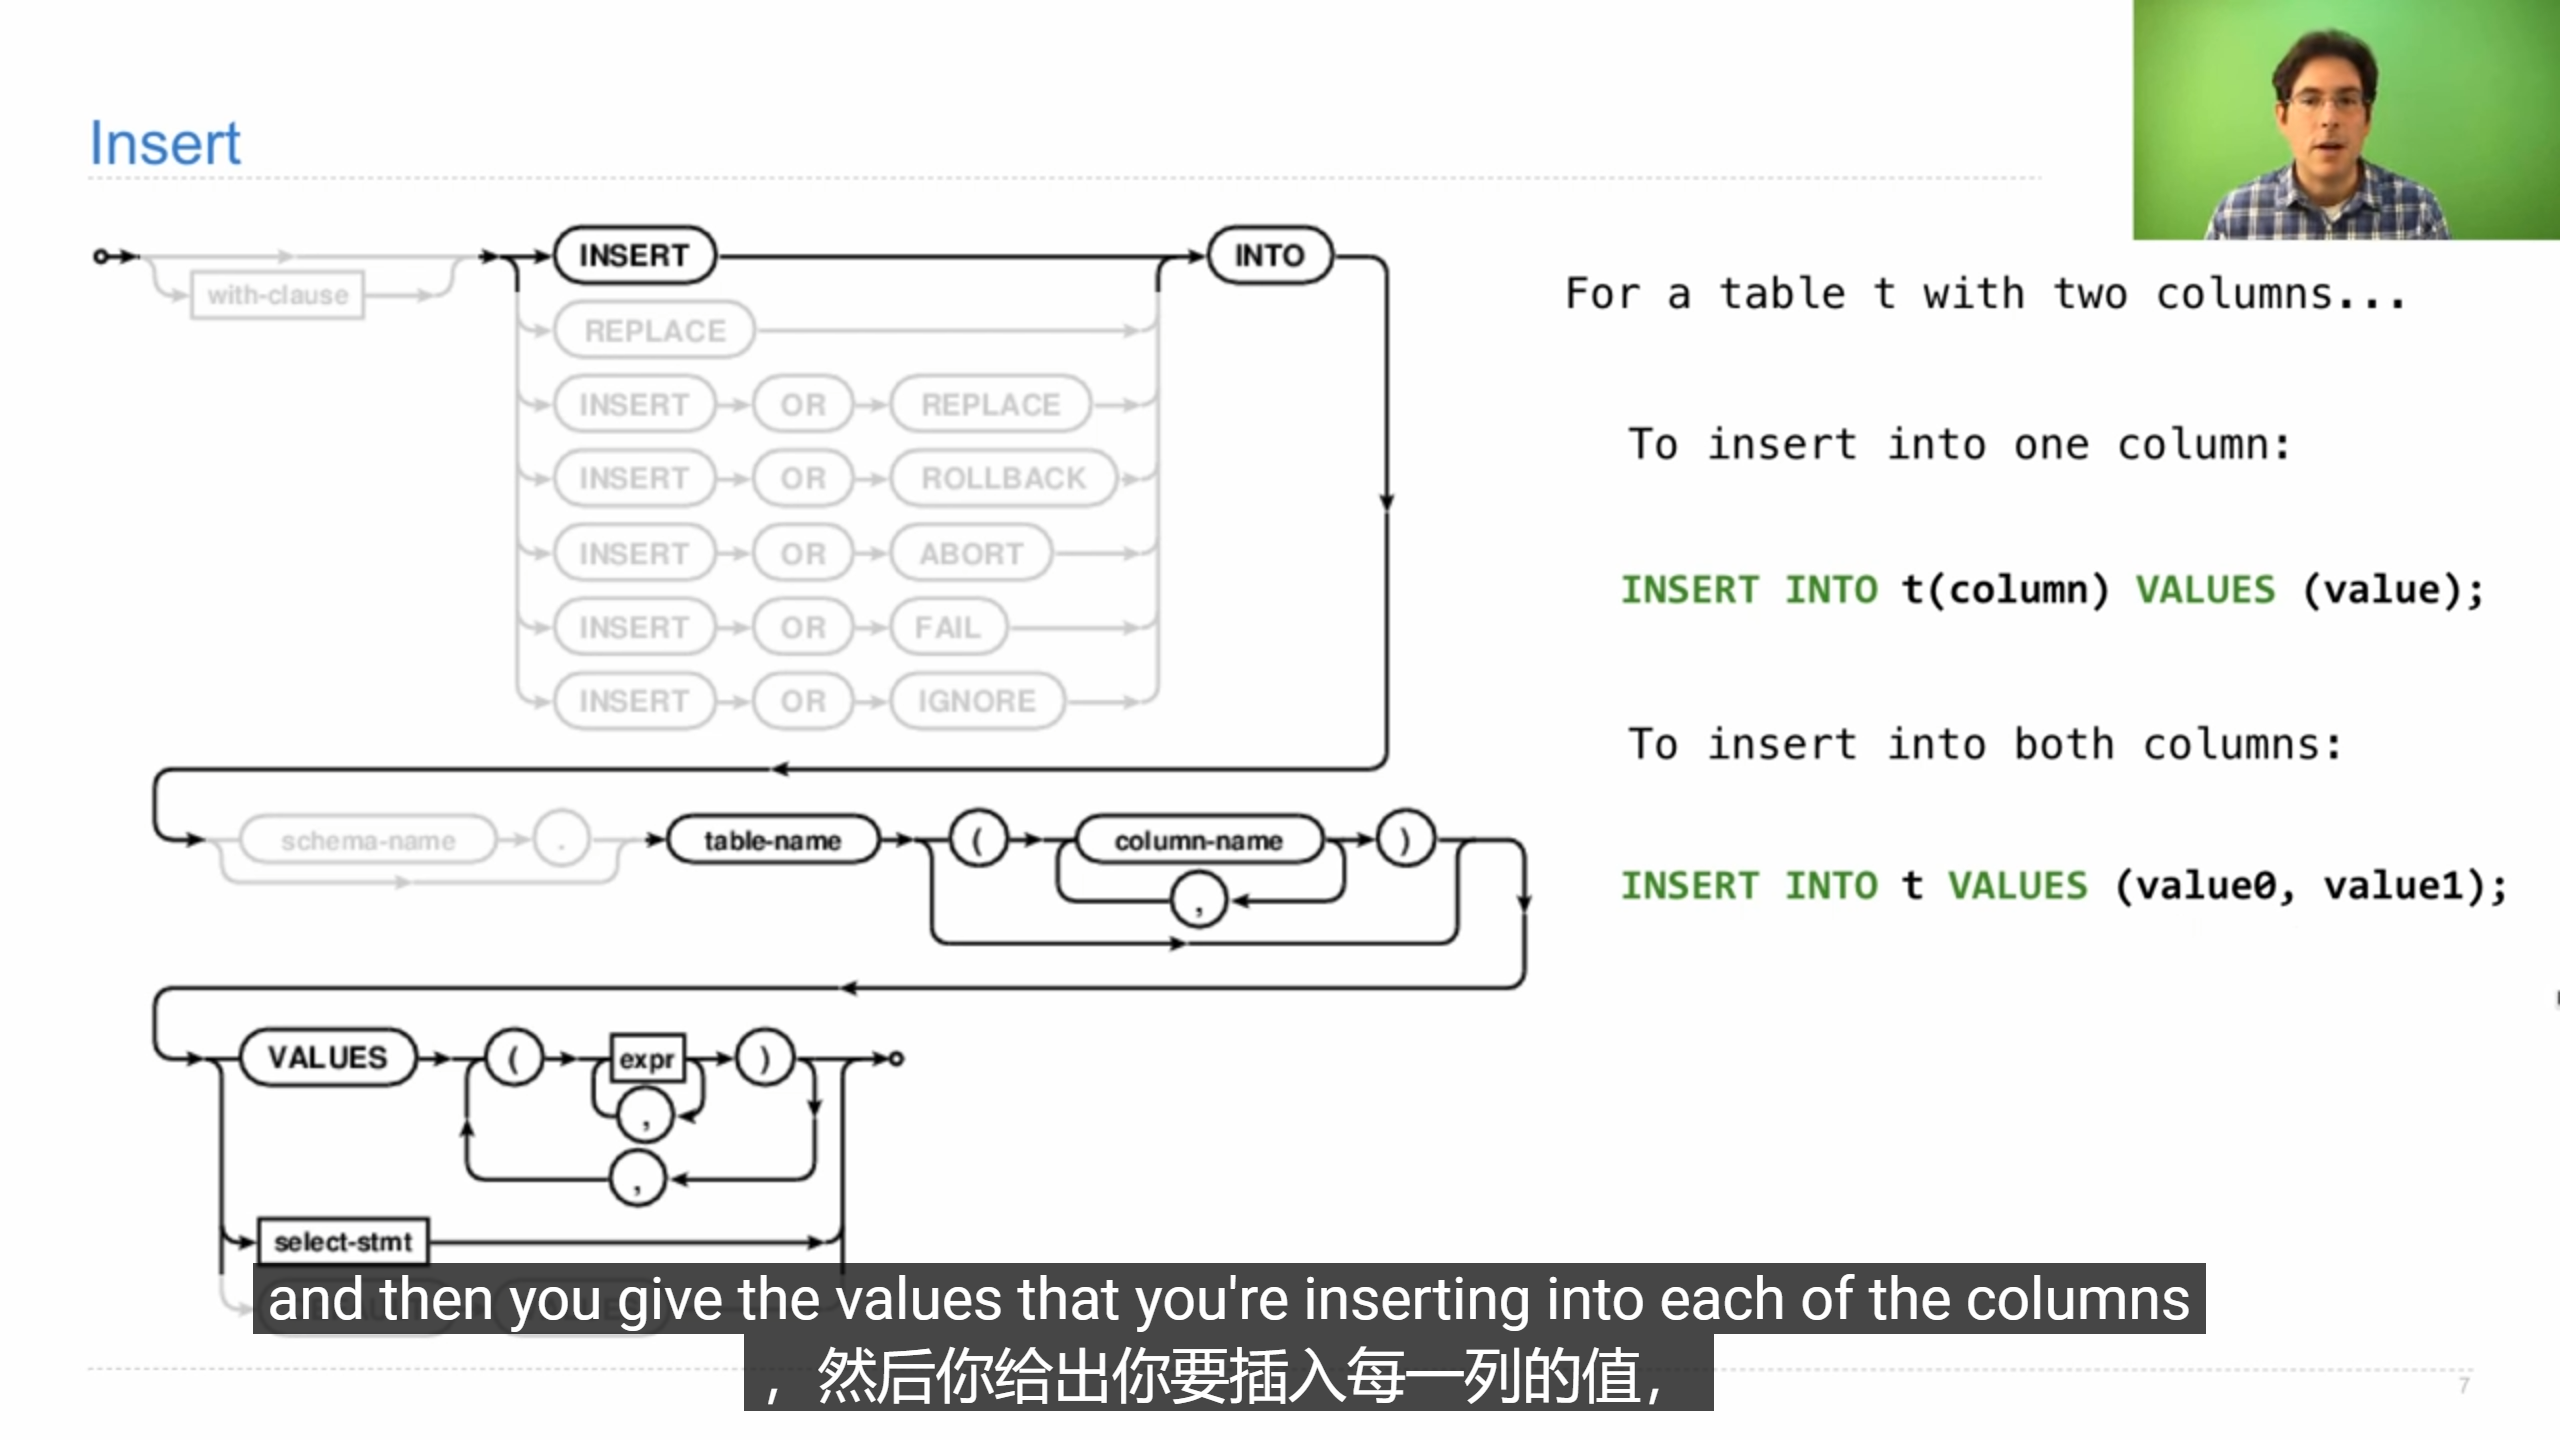 Insert
with-clause
INSERT
INTO
REPLACE
INSERT OR REPLACE
INSERT OR ROLLBACK
INSERT OR ABORT
INSERT OR FAIL
INSERT OR IGNORE
schema-name . table-name ( column-name )
,
VALUES ( expr )
,
,
select-stmt
For a table t with two columns...
To insert into one column:
INSERT INTO t(column) VALUES (value);
To insert into both columns:
INSERT INTO t VALUES (value0, value1);
and then you give the values that you're inserting into each of the columns
，然后你给出你要插入每一列的值，
7